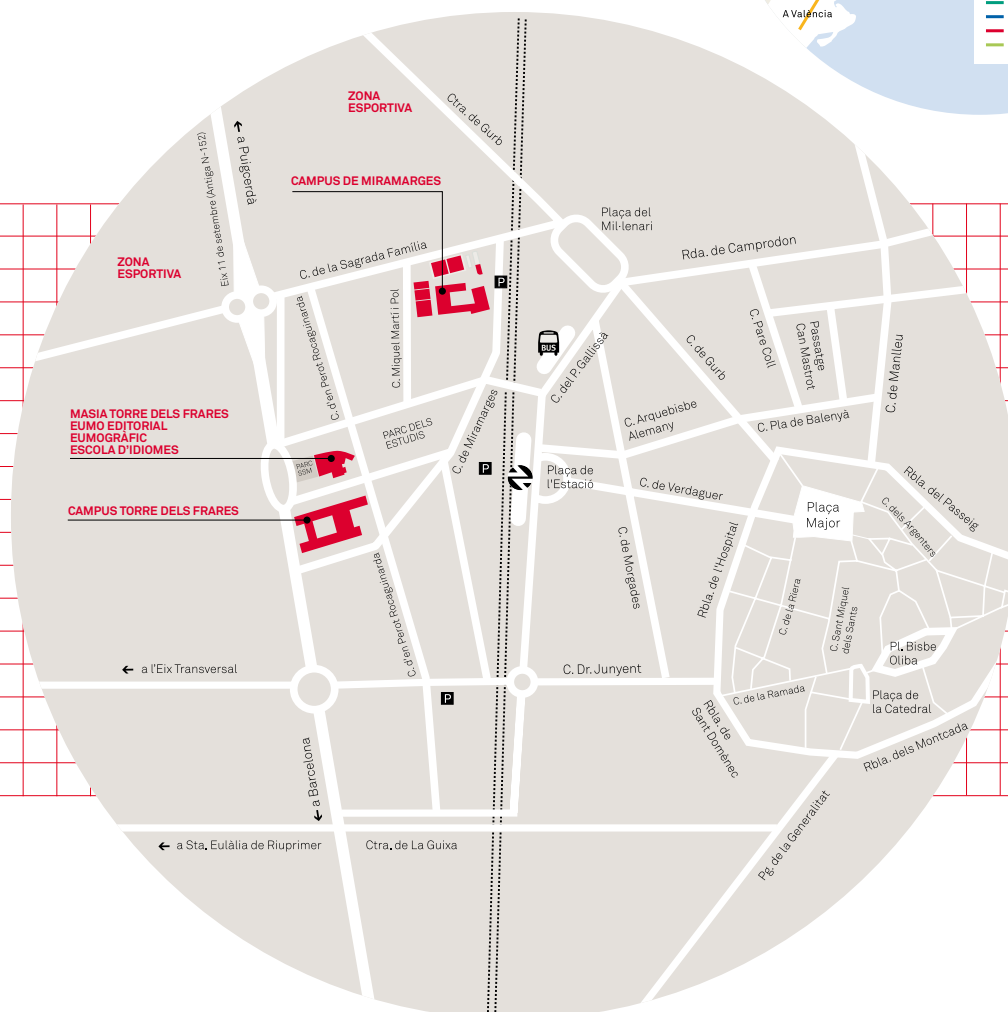 A València
ZONA
ESPORTIVA
Ctra. de Gurb
Eix 11 de setembre (Antiga N-152)
← a Puigcerdà
CAMPUS DE MIRAMARGES
Plaça del
Mil·lenari
Rda. de Camprodon
ZONA
ESPORTIVA
C. de la Sagrada Família
P
C. d'en Perot Rocaguinarda
C. Miquel Martí i Pol
BUS
C. del P. Gallissà
C. de Gurb
C. Pare Coll
Passatge
Can Mastrot
C. de Manlleu
MASIA TORRE DELS FRARES
EUMO EDITORIAL
EUMOGRÀFIC
ESCOLA D'IDIOMES
PARC DELS
ESTUDIS
C. de Miramarges
C. Arquebisbe
Alemany
C. Pla de Balenyà
PARC
SSM
P
Plaça de
l'Estació
C. de Verdaguer
Rbla. del Passeig
CAMPUS TORRE DELS FRARES
Plaça
Major
C. dels Argenters
C. d'en Perot Rocaguinarda
C. de Morgades
Rbla. de l'Hospital
C. de la Riera
C. Sant Miquel
dels Sants
Pl. Bisbe
Oliba
← a l'Eix Transversal
C. Dr. Junyent
P
C. de la Ramada
Plaça de
la Catedral
Rbla. de
Sant Domènec
Rbla. dels Montcada
← a Barcelona
Pg. de la Generalitat
← a Sta. Eulàlia de Riuprimer
Ctra. de La Guixa